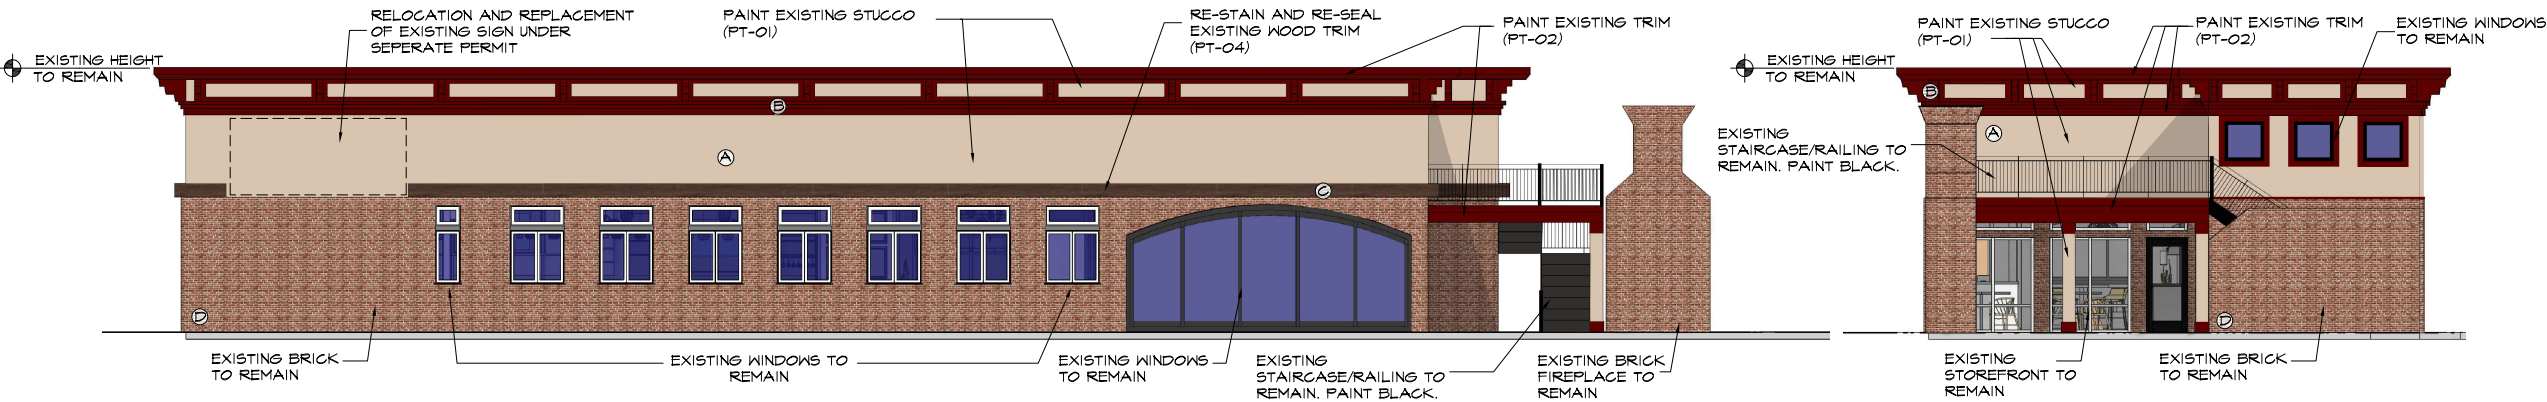 RELOCATION AND REPLACEMENT
OF EXISTING SIGN UNDER
SEPERATE PERMIT
PAINT EXISTING STUCCO
(PT-01)
RE-STAIN AND RE-SEAL
EXISTING WOOD TRIM
(PT-04)
PAINT EXISTING TRIM
(PT-02)
EXISTING HEIGHT
TO REMAIN
B
A
C
D
EXISTING BRICK
TO REMAIN
EXISTING WINDOWS TO
REMAIN
EXISTING WINDOWS
TO REMAIN
EXISTING
STAIRCASE/RAILING TO
REMAIN. PAINT BLACK.
EXISTING BRICK
FIREPLACE TO
REMAIN
PAINT EXISTING STUCCO
(PT-01)
PAINT EXISTING TRIM
(PT-02)
EXISTING WINDOWS
TO REMAIN
EXISTING HEIGHT
TO REMAIN
B
A
EXISTING
STAIRCASE/RAILING TO
REMAIN. PAINT BLACK.
D
EXISTING
STOREFRONT TO
REMAIN
EXISTING BRICK
TO REMAIN